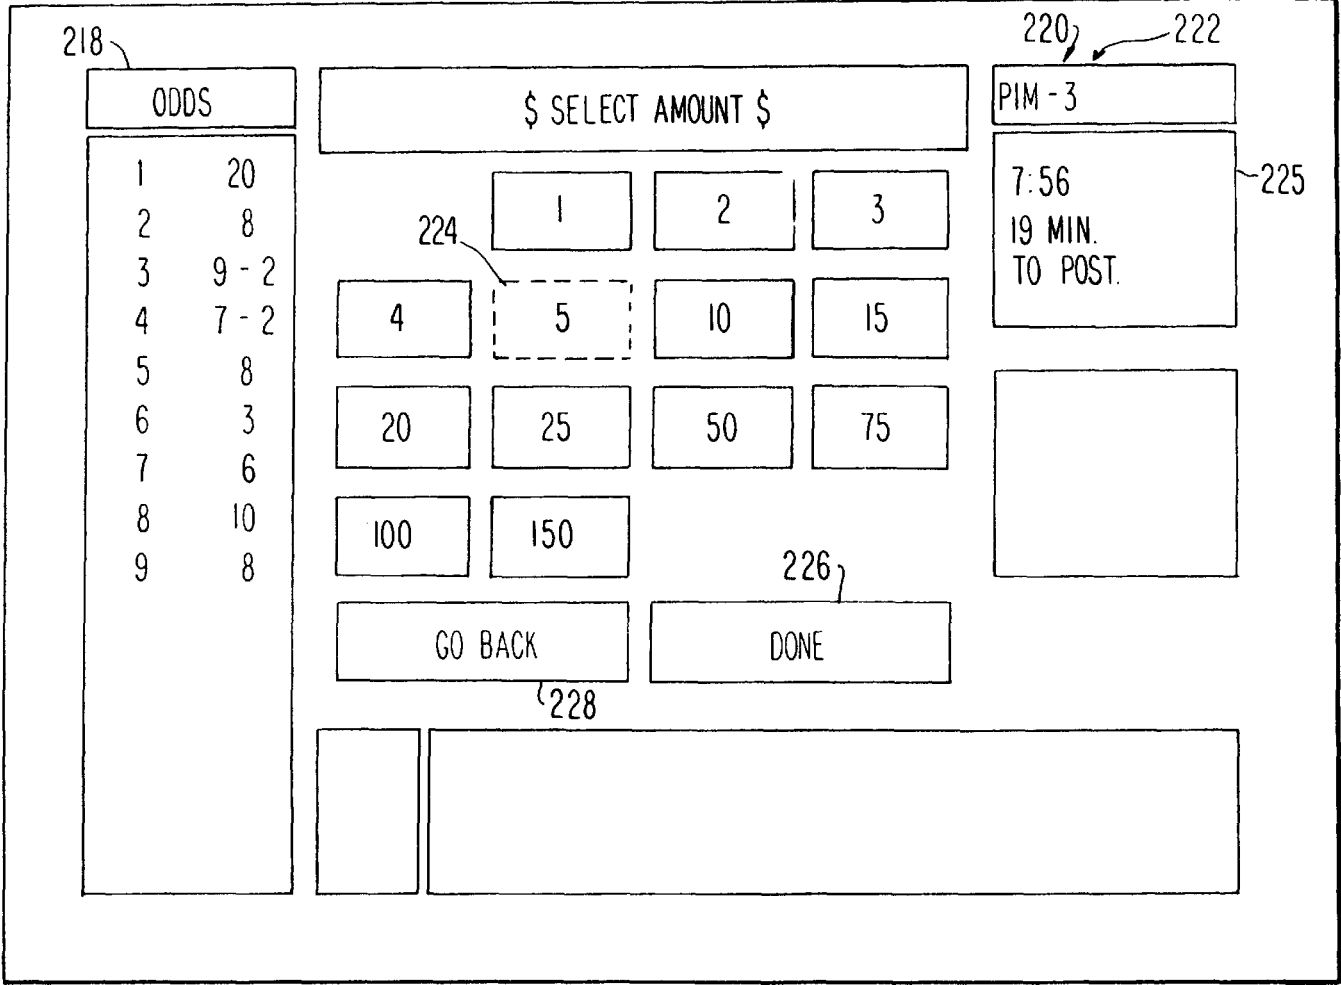 218
220
222
ODDS
$ SELECT AMOUNT $
PIM - 3
1 20
2 8
3 9 - 2
4 7 - 2
5 8
6 3
7 6
8 10
9 8
224
1 2 3
4 5 10 15
20 25 50 75
100 150
226
GO BACK
DONE
228
7:56
19 MIN.
TO POST.
225